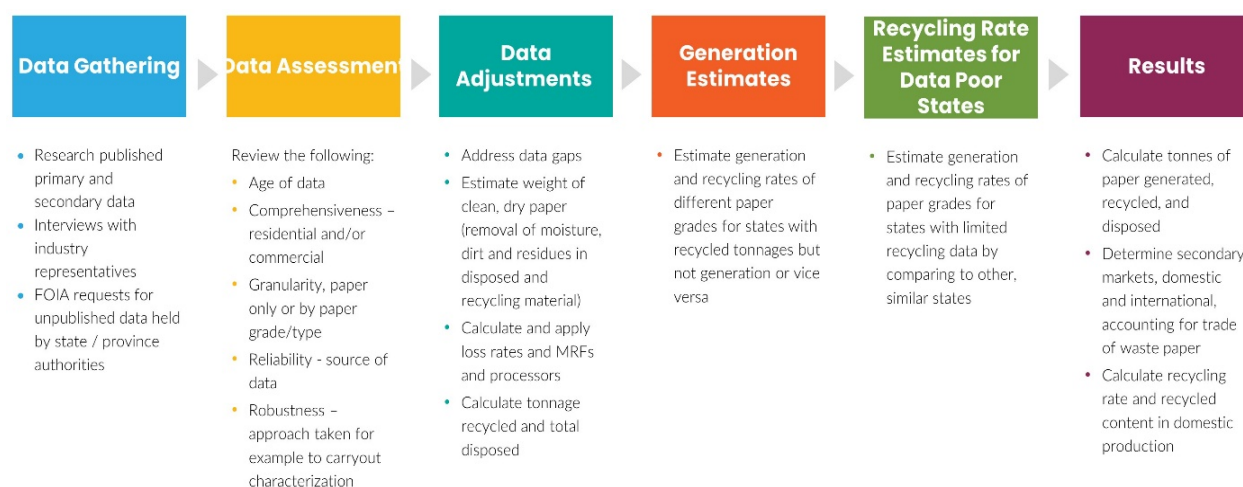 Data Gathering
• Research published
primary and
secondary data
• Interviews with
industry
representatives
• FOIA requests for
unpublished data held
by state / province
authorities
Data Assessment
Review the following:
• Age of data
• Comprehensiveness –
residential and/or
commercial
• Granularity, paper
only or by paper
grade/type
• Reliability - source of
data
• Robustness –
approach taken for
example to carryout
characterization
Data
Adjustments
• Address data gaps
• Estimate weight of
clean, dry paper
(removal of moisture,
dirt and residues in
disposed and
recycling material)
• Calculate and apply
loss rates and MRFs
and processors
• Calculate tonnage
recycled and total
disposed
Generation
Estimates
• Estimate generation
and recycling rates of
different paper
grades for states with
recycled tonnages but
not generation or vice
versa
Recycling Rate
Estimates for
Data Poor
States
• Estimate generation
and recycling rates of
paper grades for
states with limited
recycling data by
comparing to other,
similar states
Results
• Calculate tonnes of
paper generated,
recycled, and
disposed
• Determine secondary
markets, domestic
and international,
accounting for trade
of waste paper
• Calculate recycling
rate and recycled
content in domestic
production